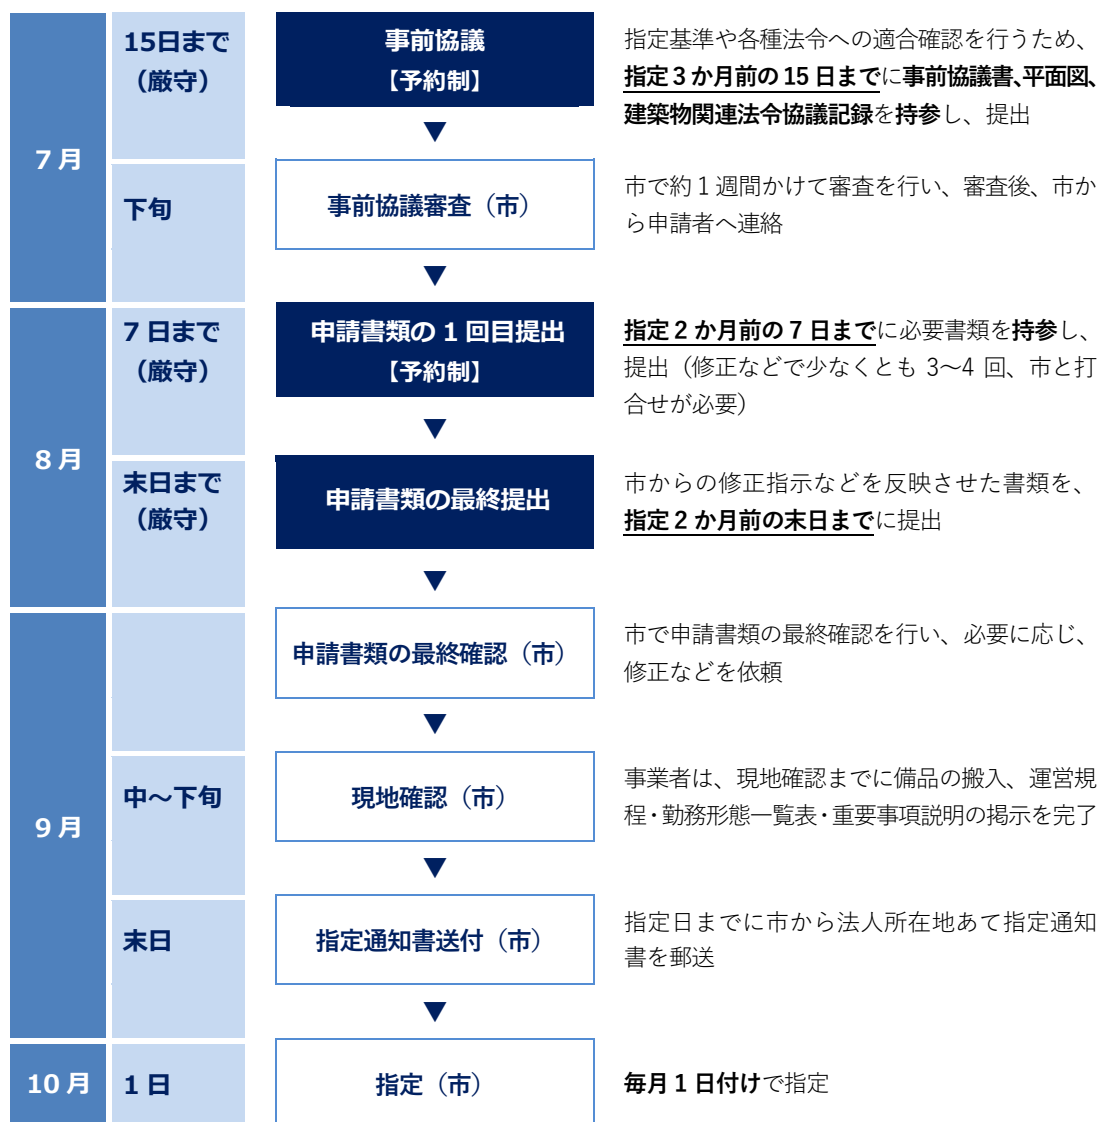 7月
15日まで
（厳守）
事前協議
【予約制】
指定基準や各種法令への適合確認を行うため、
指定３か月前の15日までに事前協議書、平面図、
建築物関連法令協議記録を持参し、提出
▼
下旬
事前協議審査（市）
市で約１週間かけて審査を行い、審査後、市か
ら申請者へ連絡
▼
8月
7日まで
（厳守）
申請書類の1回目提出
【予約制】
指定２か月前の７日までに必要書類を持参し、
提出（修正などで少なくとも 3～4 回、市と打
合せが必要）
▼
末日まで
（厳守）
申請書類の最終提出
市からの修正指示などを反映させた書類を、
指定２か月前の末日までに提出
▼
9月
申請書類の最終確認（市）
市で申請書類の最終確認を行い、必要に応じ、
修正などを依頼
▼
中～下旬
現地確認（市）
事業者は、現地確認までに備品の搬入、運営規
程・勤務形態一覧表・重要事項説明の掲示を完了
▼
末日
指定通知書送付（市）
指定日までに市から法人所在地あて指定通知
書を郵送
▼
10月
1日
指定（市）
毎月１日付けで指定